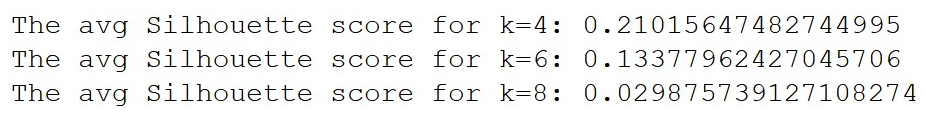 The avg Silhouette score for k=4: 0.21015647482744995
The avg Silhouette score for k=6: 0.13377962427045706
The avg Silhouette score for k=8: 0.029875739127108274